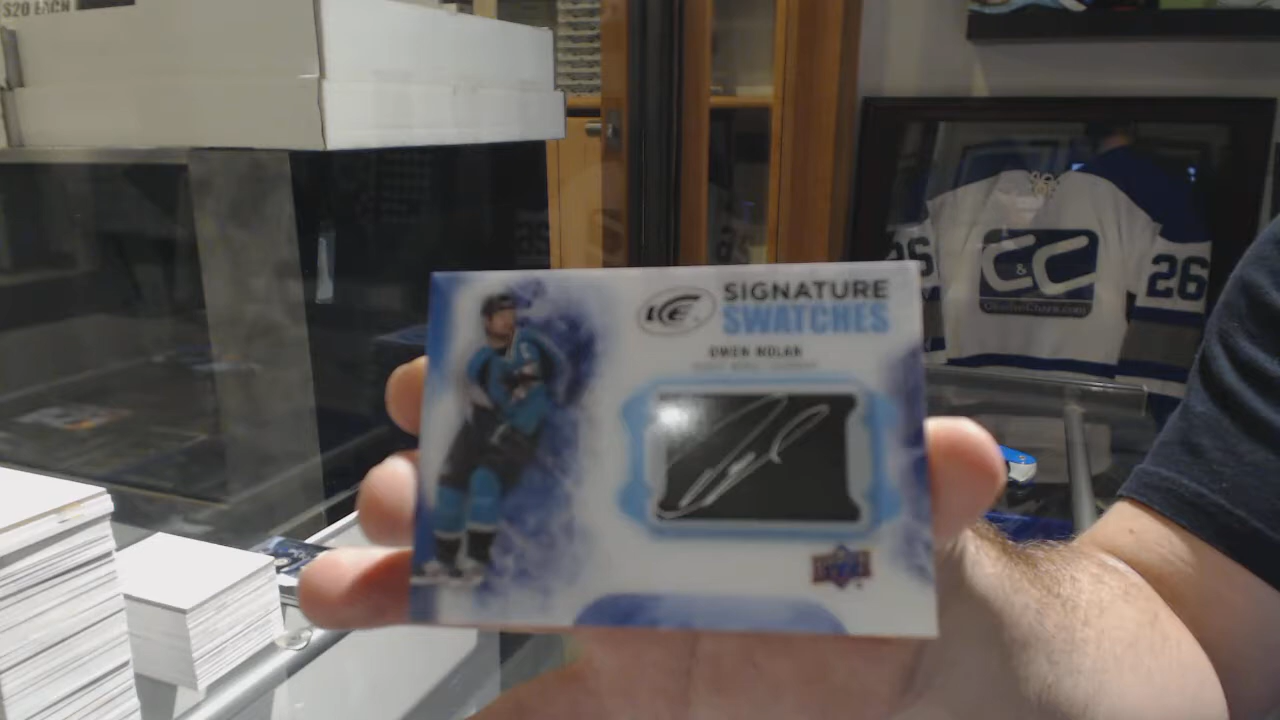 $20 EACH
ICE
SIGNATURE
SWATCHES
OWEN NOLAN
C&C
26
26